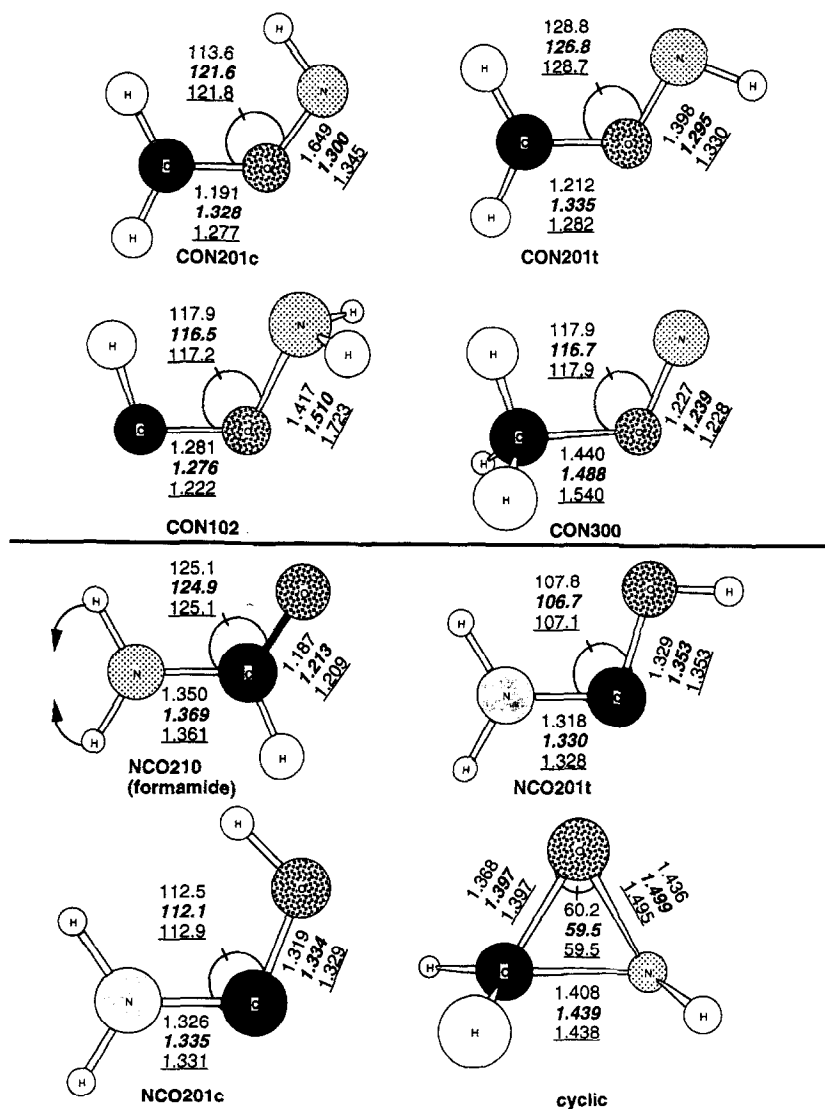 113.6
121.6
121.8
H
H
N
C
O
H
1.649
1.300
1.345
1.191
1.328
1.277
CON201c
128.8
126.8
128.7
H
N
H
C
O
H
1.398
1.295
1.330
1.212
1.335
1.282
CON201t
117.9
116.5
117.2
H
N
H
H
C
O
1.417
1.510
1.723
1.281
1.276
1.222
CON102
117.9
116.7
117.9
H
N
C
O
H
H
1.227
1.239
1.228
1.440
1.488
1.540
CON300
125.1
124.9
125.1
H
O
N
C
H
H
1.187
1.213
1.209
1.350
1.369
1.361
NCO210
(formamide)
107.8
106.7
107.1
O
H
H
N
C
H
1.329
1.353
1.353
1.318
1.330
1.328
NCO201t
112.5
112.1
112.9
H
O
H
N
C
H
1.319
1.334
1.329
1.326
1.335
1.331
NCO201c
O
1.368
1.397
1.397
1.436
1.499
1.495
60.2
59.5
59.5
H
C
N
H
H
1.408
1.439
1.438
cyclic